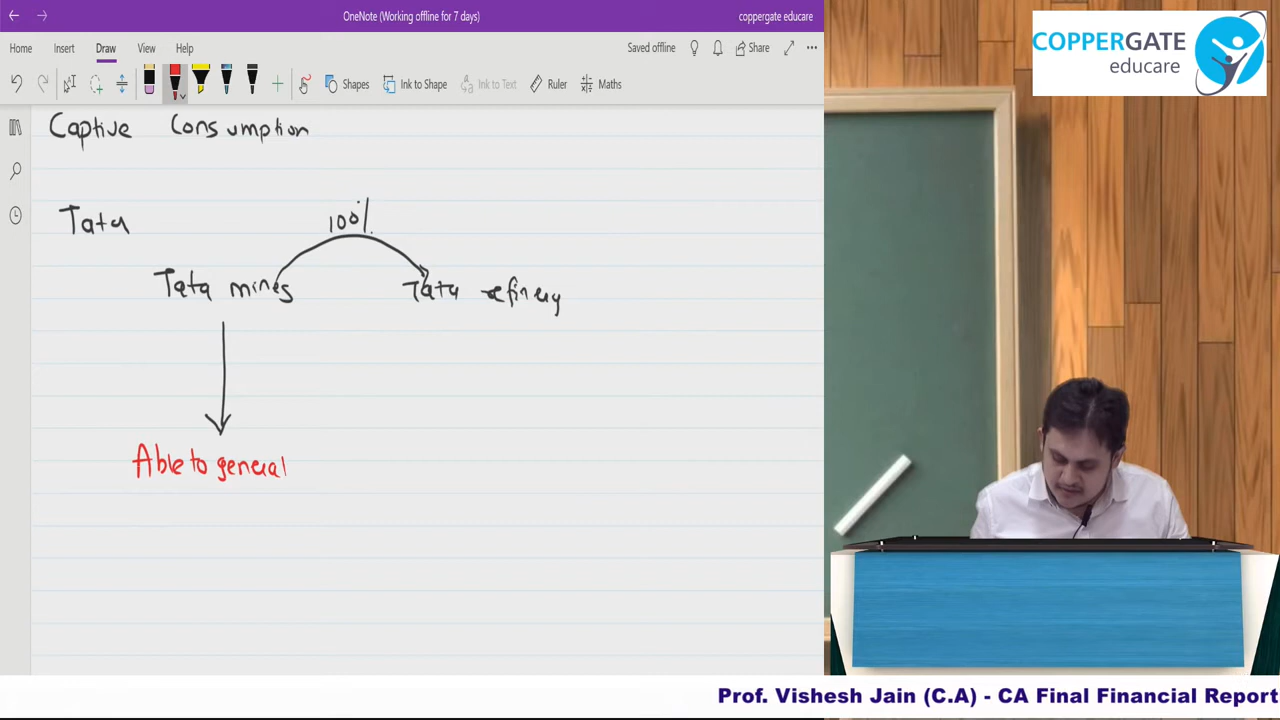 OneNote (Working offline for 7 days)
coppergate educare
Home Insert Draw View Help
Saved offline Share
Shapes Ink to Shape Ink to Text Ruler Maths
COPPERGATE
educare
Captive Consumption
Tata
100%
Tata mines Tata refinery
Able to general
Prof. Vishesh Jain (C.A) - CA Final Financial Report